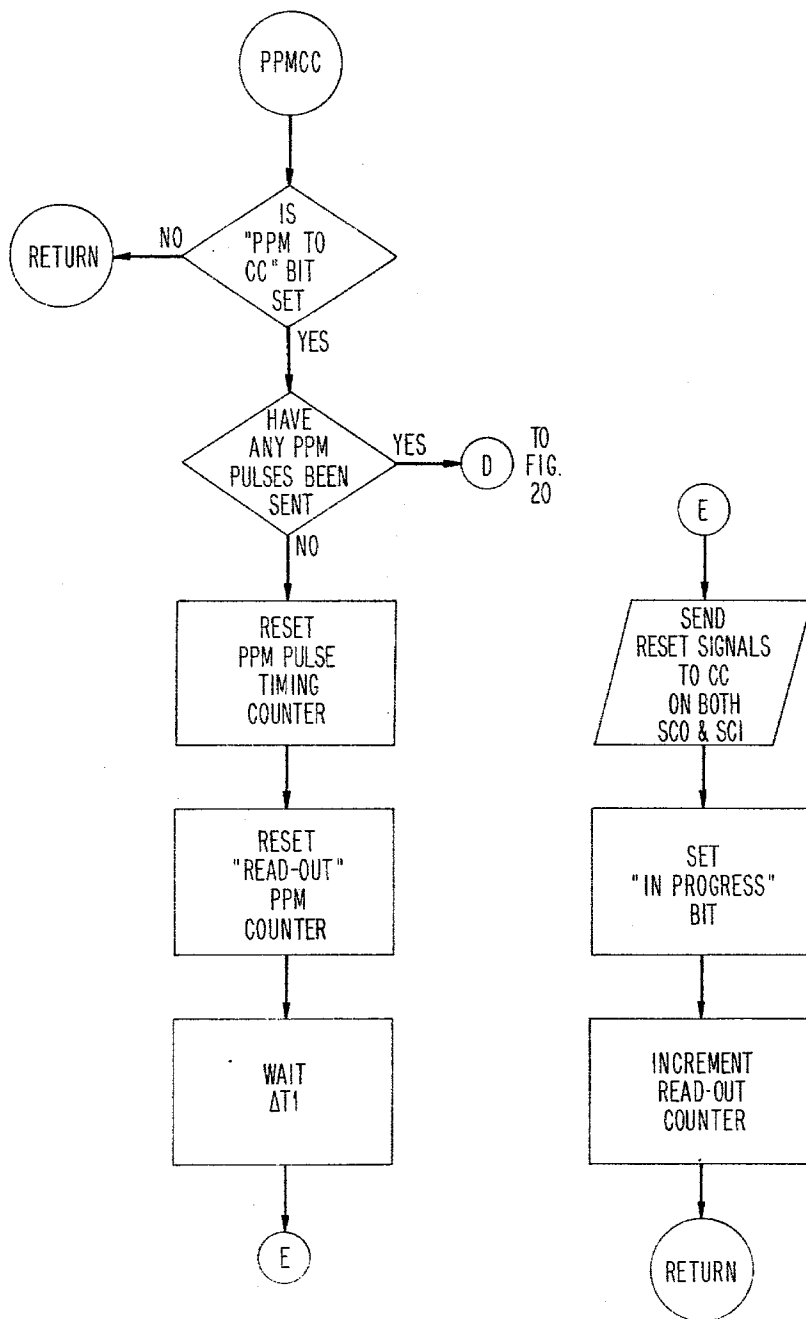 PPMCC
IS
"PPM TO
CC" BIT
SET
NO
RETURN
YES
HAVE
ANY PPM
PULSES BEEN
SENT
YES
D
TO
FIG.
20
NO
RESET
PPM PULSE
TIMING
COUNTER
RESET
"READ-OUT"
PPM
COUNTER
WAIT
ΔT1
E
E
SEND
RESET SIGNALS
TO CC
ON BOTH
SCO & SCI
SET
"IN PROGRESS"
BIT
INCREMENT
READ-OUT
COUNTER
RETURN